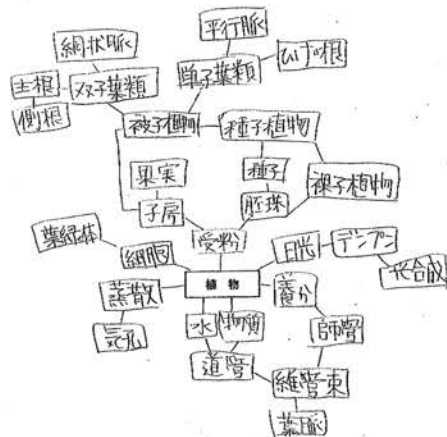 平行脈
網状脈
単子葉類
ひげ根
主根
双子葉類
側根
被子植物
種子植物
果実
種子
裸子植物
子房
胚珠
葉緑体
受粉
日光
デンプン
細胞
光合成
蒸散
植物
養分
気孔
水
物質
師管
道管
維管束
葉脈